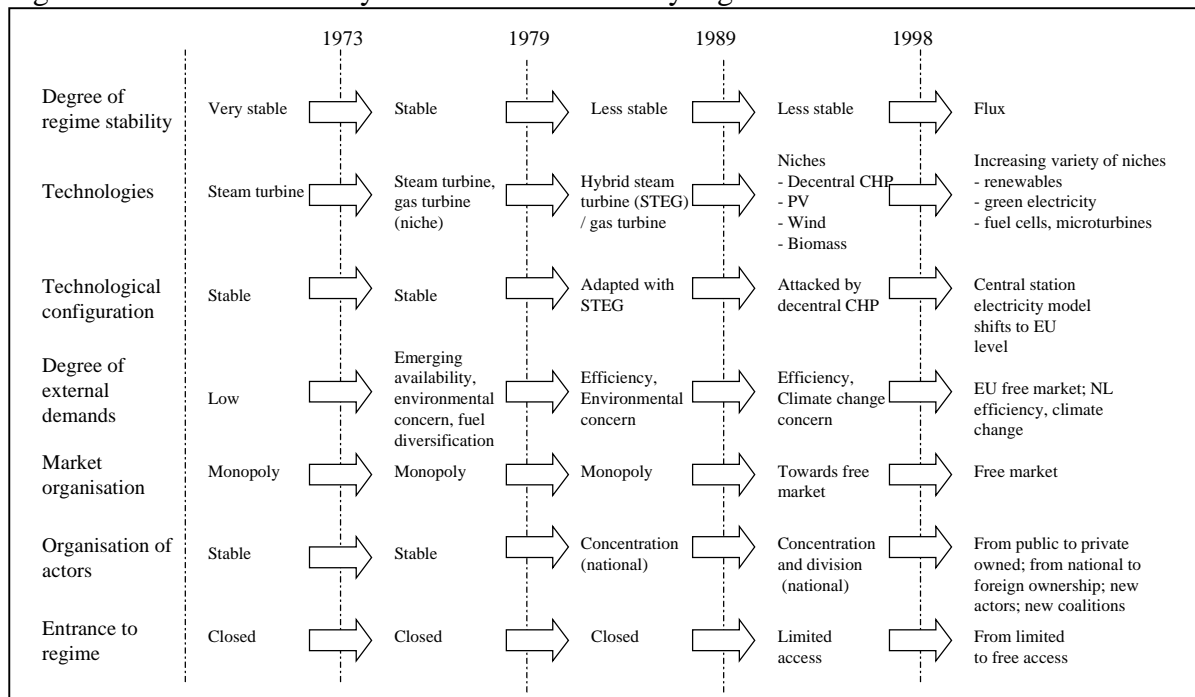 1973
1979
1989
1998
Degree of
regime stability
Very stable
Stable
Less stable
Less stable
Flux
Technologies
Steam turbine
Steam turbine,
gas turbine
(niche)
Hybrid steam
turbine (STEG)
/ gas turbine
Niches
- Decentral CHP
- PV
- Wind
- Biomass
Increasing variety of niches
- renewables
- green electricity
- fuel cells, microturbines
Technological
configuration
Stable
Stable
Adapted with
STEG
Attacked by
decentral CHP
Central station
electricity model
shifts to EU
level
Degree of
external
demands
Low
Emerging
availability,
environmental
concern, fuel
diversification
Efficiency,
Environmental
concern
Efficiency,
Climate change
concern
EU free market; NL
efficiency, climate
change
Market
organisation
Monopoly
Monopoly
Monopoly
Towards free
market
Free market
Organisation of
actors
Stable
Stable
Concentration
(national)
Concentration
and division
(national)
From public to private
owned; from national to
foreign ownership; new
actors; new coalitions
Entrance to
regime
Closed
Closed
Closed
Limited
access
From limited
to free access